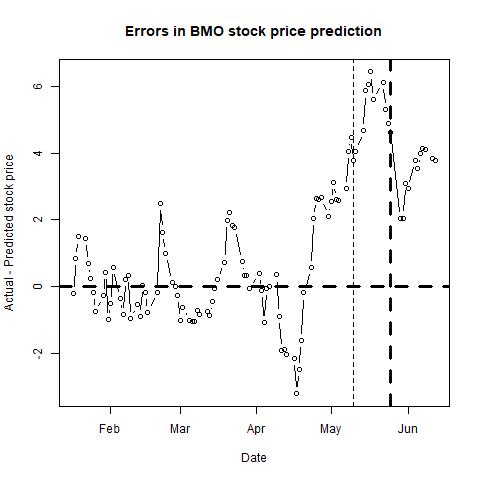 Errors in BMO stock price prediction
Actual - Predicted stock price
6
4
2
0
-2
Feb Mar Apr May Jun
Date